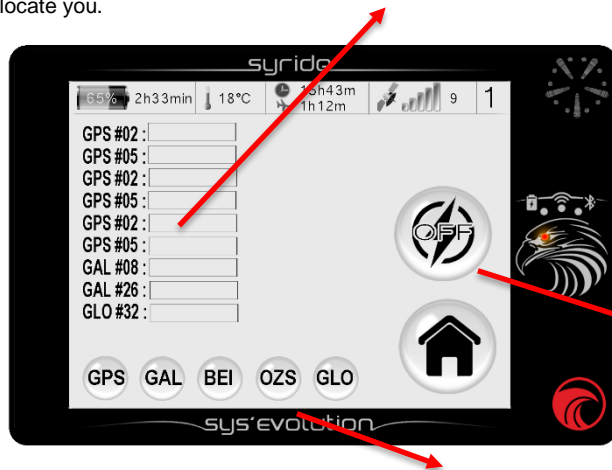 locate you.
syride
65% 2h33min 18°C 15h43m 1h12m 9 1
GPS #02 :
GPS #05 :
GPS #02 :
GPS #05 :
GPS #02 :
GPS #05 :
GAL #08 :
GAL #26 :
GLO #32 :
OFF
GPS GAL BEI OZS GLO
sys'evolution